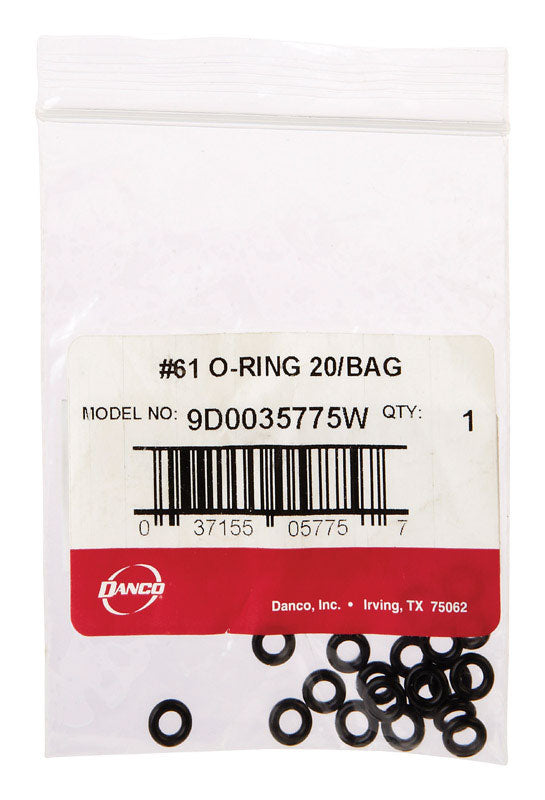 #61 O-RING 20/BAG
MODEL NO: 9D0035775W QTY: 1
0 37155 05775 7
DANCO
Danco, Inc. • Irving, TX 75062